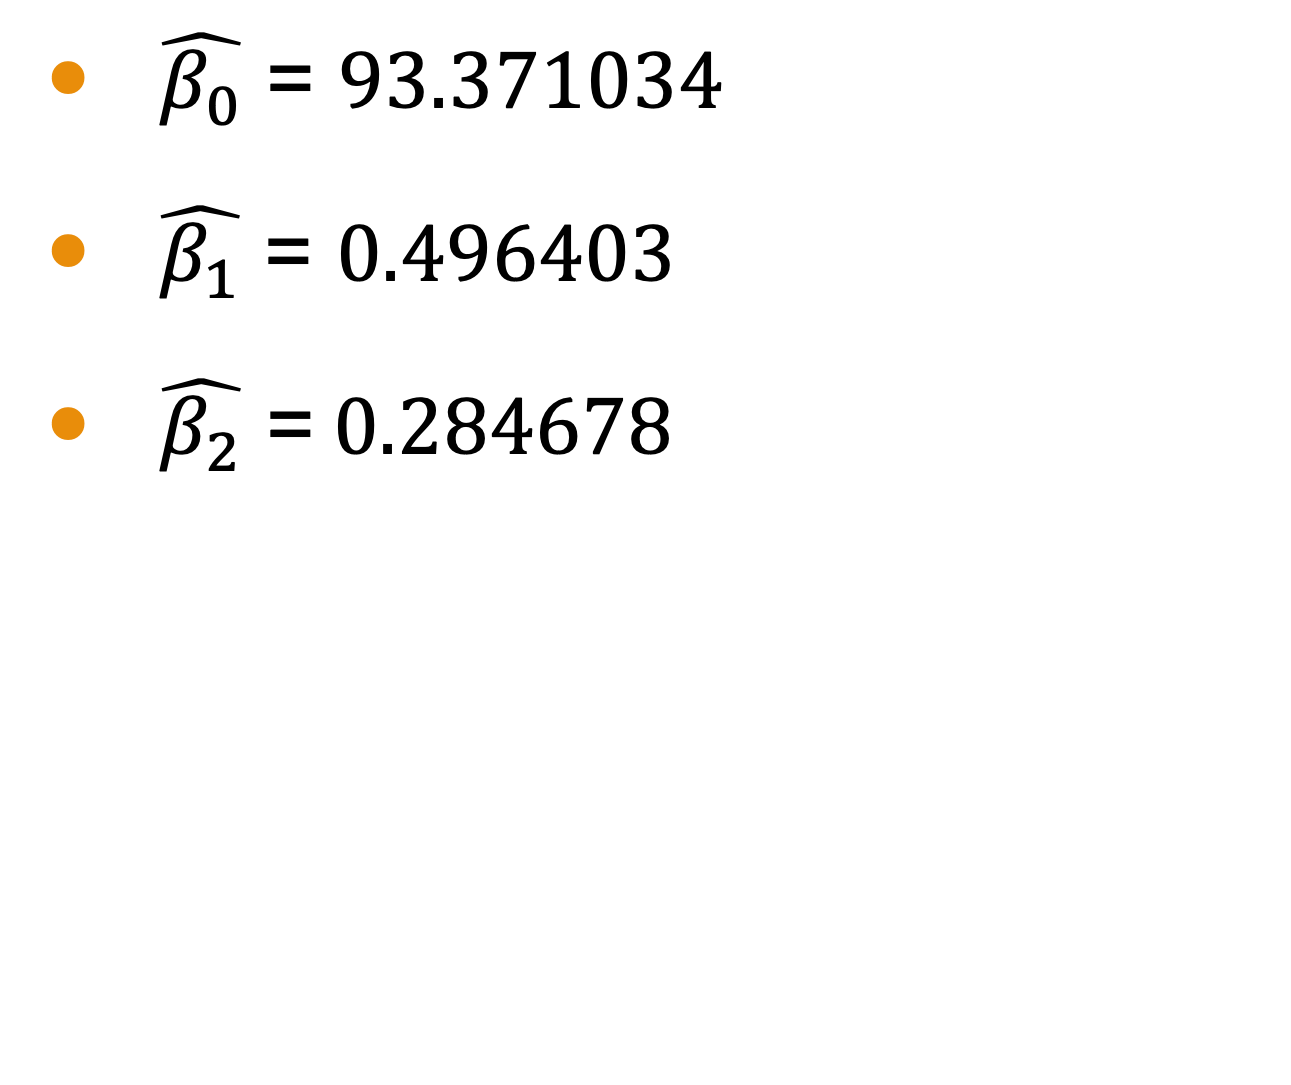 • β̂₀ = 93.371034
• β̂₁ = 0.496403
• β̂₂ = 0.284678